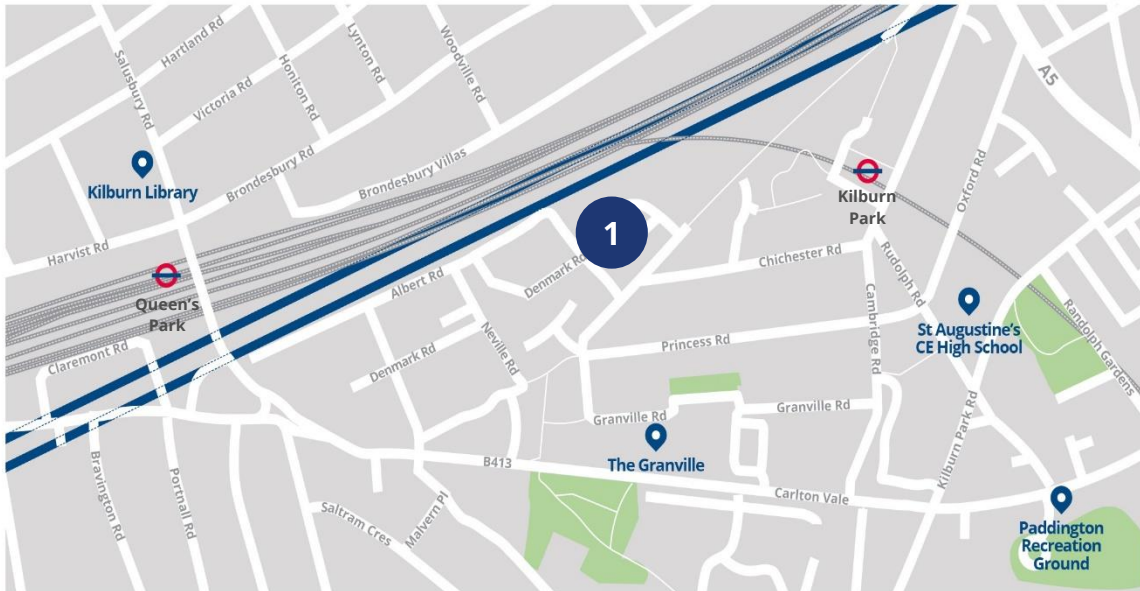 Hartland Rd
Lynton Rd
Woodville Rd
Salusbury Rd
Honiton Rd
Victoria Rd
A5
Kilburn Library
Brondesbury Rd
Brondesbury Villas
Oxford Rd
Kilburn
Park
Harvist Rd
1
Queen's
Park
Albert Rd
Denmark Rd
Chichester Rd
Rudolph Rd
Cambridge Rd
St Augustine's
CE High School
Randolph Gardens
Claremont Rd
Denmark Rd
Neville Rd
Princess Rd
Granville Rd
Granville Rd
Kilburn Park Rd
The Granville
B413
Carlton Vale
Bravington Rd
Portnall Rd
Saltram Cres
Malvern Pl
Paddington
Recreation
Ground